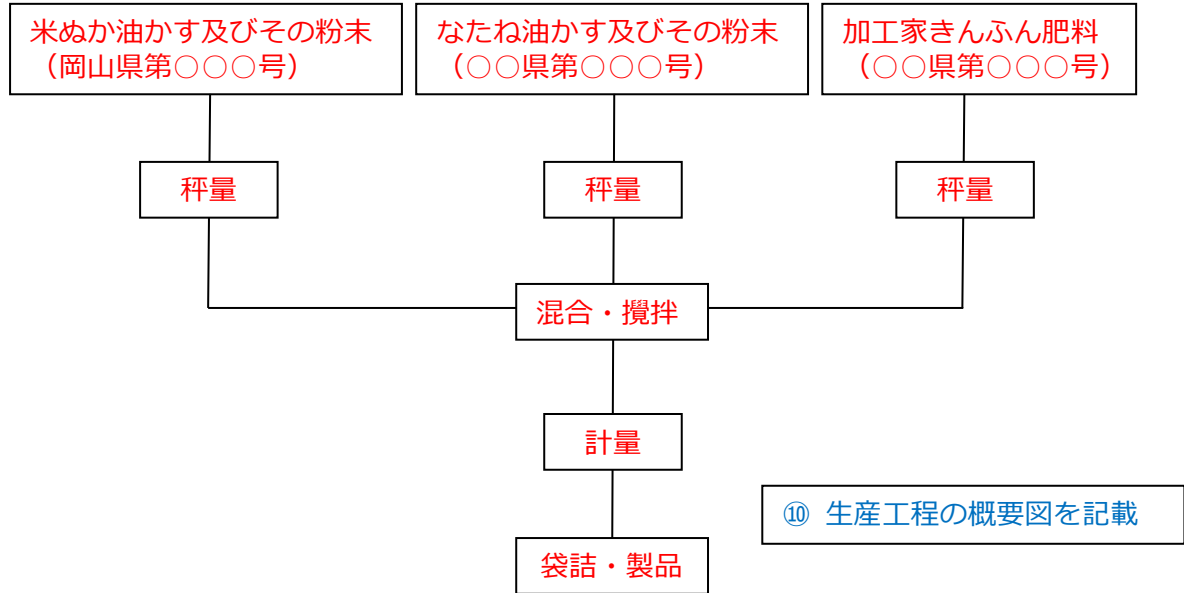 米ぬか油かす及びその粉末
（岡山県第○○○号）
なたね油かす及びその粉末
（○○県第○○○号）
加工家きんふん肥料
（○○県第○○○号）
秤量
秤量
秤量
混合・攪拌
計量
⑩ 生産工程の概要図を記載
袋詰・製品